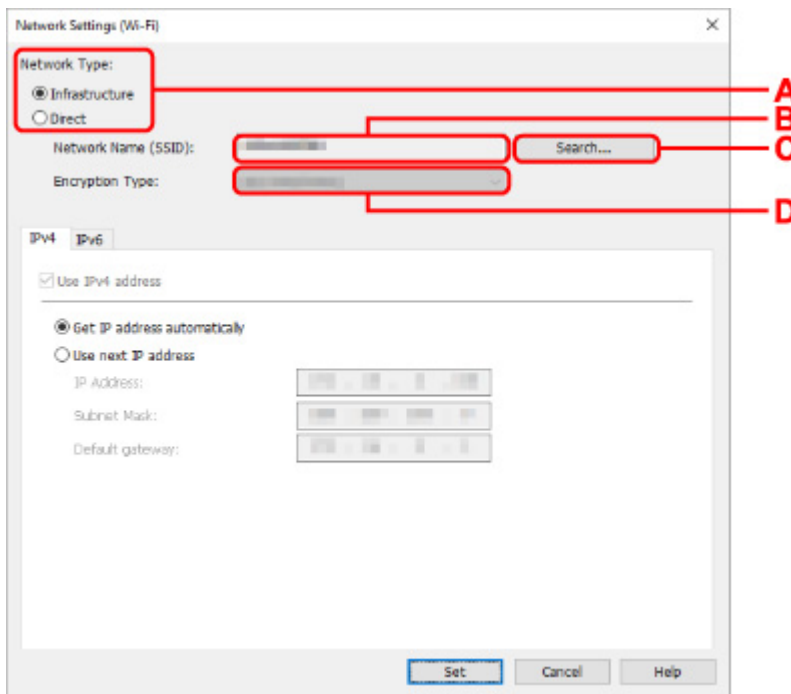 Network Settings (Wi-Fi)
Network Type:
Infrastructure
Direct
A
B
Network Name (SSID):
Search...
C
Encryption Type:
D
IPv4
IPv6
Use IPv4 address
Get IP address automatically
Use next IP address
IP Address:
Subnet Mask:
Default gateway:
Set
Cancel
Help